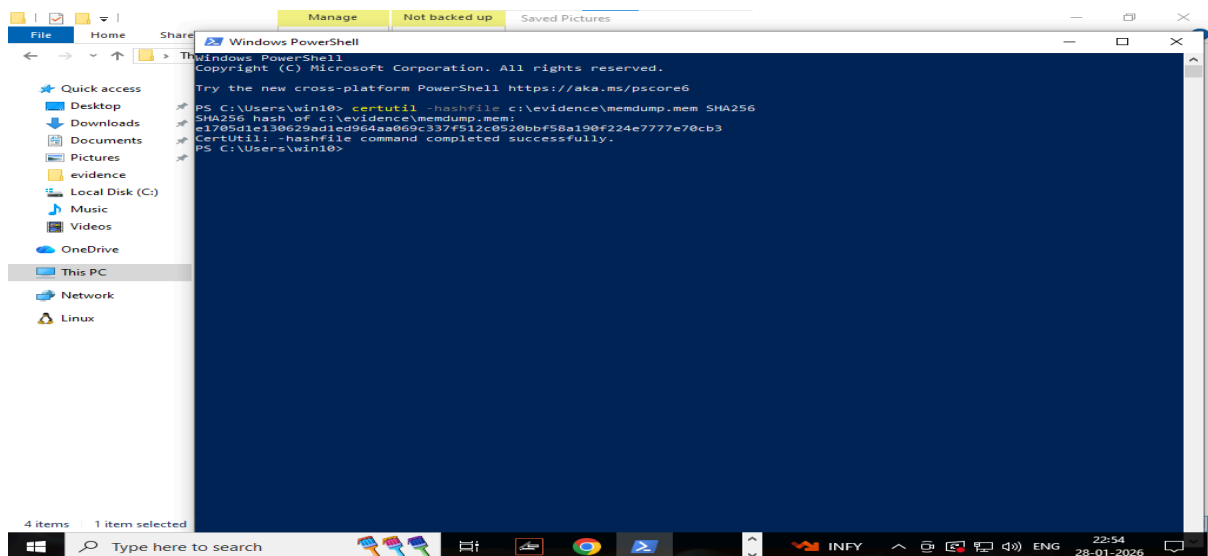 Manage Not backed up Saved Pictures
File Home Share
Th
Windows PowerShell
Windows PowerShell
Copyright (C) Microsoft Corporation. All rights reserved.
Try the new cross-platform PowerShell https://aka.ms/pscore6
PS C:\Users\win10> certutil -hashfile c:\evidence\memdump.mem SHA256
SHA256 hash of c:\evidence\memdump.mem:
e1705d1e130629ad1ed964aa069c337f512c0520bbf58a190f224e7777e70cb3
CertUtil: -hashfile command completed successfully.
PS C:\Users\win10>
Quick access
Desktop
Downloads
Documents
Pictures
evidence
Local Disk (C:)
Music
Videos
OneDrive
This PC
Network
Linux
4 items 1 item selected
Type here to search
INFY
ENG
22:54
28-01-2026